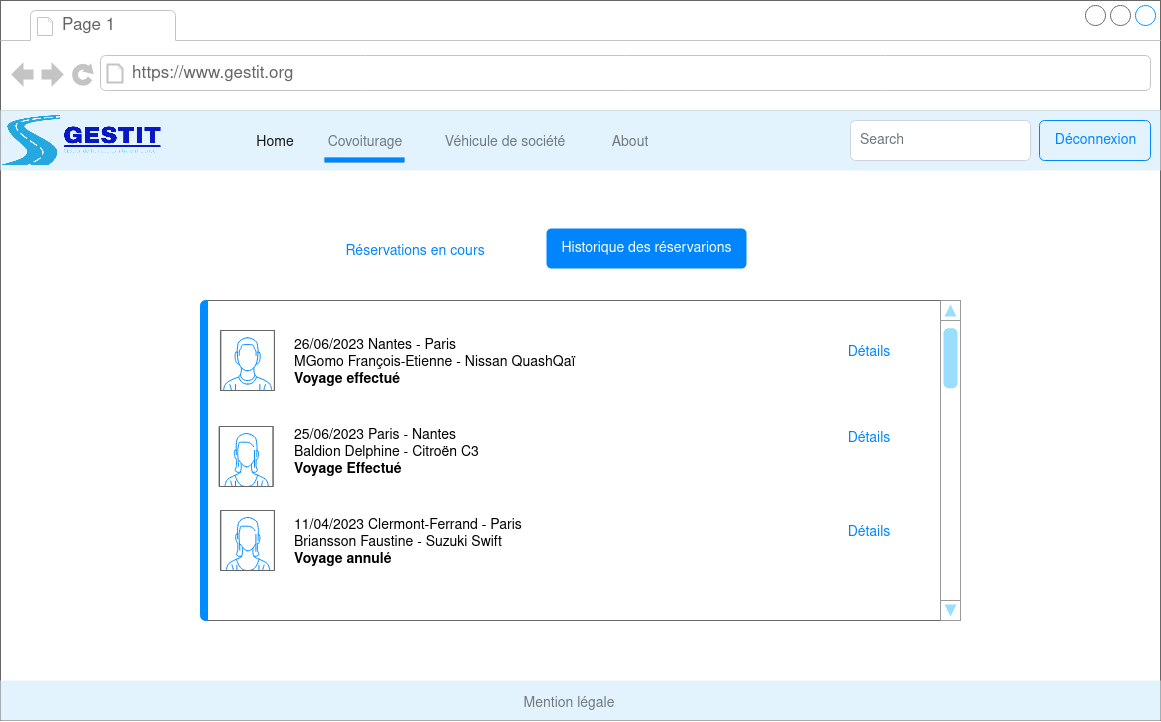 Page 1
https://www.gestit.org
GESTIT
Home
Covoiturage
Véhicule de société
About
Search
Déconnexion
Réservations en cours
Historique des réservarions
26/06/2023 Nantes - Paris
MGomo François-Etienne - Nissan QuashQaï
Voyage effectué
Détails
25/06/2023 Paris - Nantes
Baldion Delphine - Citroën C3
Voyage Effectué
Détails
11/04/2023 Clermont-Ferrand - Paris
Briansson Faustine - Suzuki Swift
Voyage annulé
Détails
Mention légale